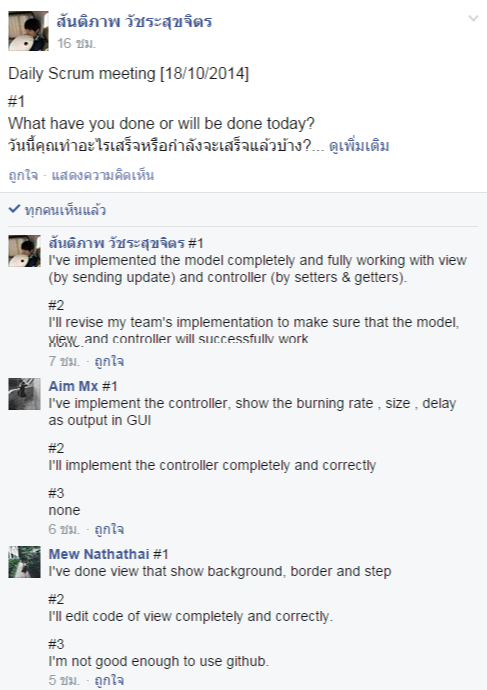 สันติภาพ วัชระสุขจิตร
16 ชม.
Daily Scrum meeting [18/10/2014]
#1
What have you done or will be done today?
วันนี้คุณทำอะไรเสร็จหรือกำลังจะเสร็จแล้วบ้าง?... ดูเพิ่มเติม
ถูกใจ · แสดงความคิดเห็น
ทุกคนเห็นแล้ว
สันติภาพ วัชระสุขจิตร #1
I've implemented the model completely and fully working with view
(by sending update) and controller (by setters & getters).
#2
I'll revise my team's implementation to make sure that the model,
view, and controller will successfully work
7 ชม. · ถูกใจ
Aim Mx #1
I've implement the controller, show the burning rate , size , delay
as output in GUI
#2
I'll implement the controller completely and correctly
#3
none
6 ชม. · ถูกใจ
Mew Nathathai #1
I've done view that show background, border and step
#2
I'll edit code of view completely and correctly.
#3
I'm not good enough to use github.
5 ชม. · ถูกใจ